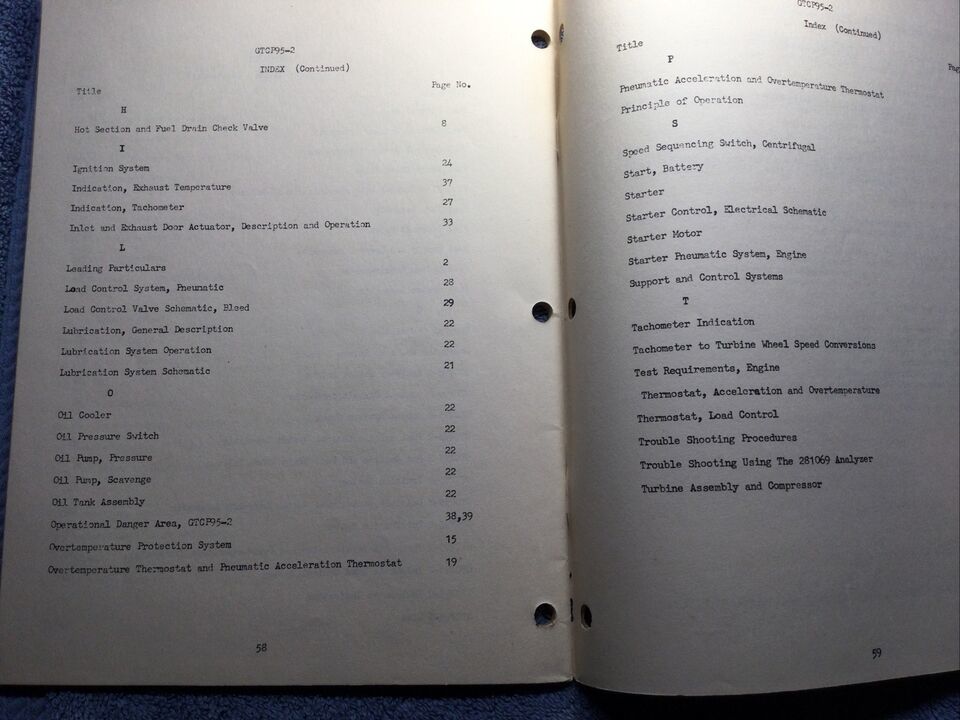 GTCP95-2
INDEX (Continued)
Title Page No.
H
Hot Section and Fuel Drain Check Valve 8
I
Ignition System 24
Indication, Exhaust Temperature 37
Indication, Tachometer 27
Inlet and Exhaust Door Actuator, Description and Operation 33
L
Leading Particulars 2
Load Control System, Pneumatic 28
Load Control Valve Schematic, Bleed 29
Lubrication, General Description 22
Lubrication System Operation 22
Lubrication System Schematic 21
O
Oil Cooler 22
Oil Pressure Switch 22
Oil Pump, Pressure 22
Oil Pump, Scavenge 22
Oil Tank Assembly 22
Operational Danger Area, GTCP95-2 38,39
Overtemperature Protection System 15
Overtemperature Thermostat and Pneumatic Acceleration Thermostat 19
58
GTCP95-2
Index (Continued)
Title Pag
P
Pneumatic Acceleration and Overtemperature Thermostat
Principle of Operation
S
Speed Sequencing Switch, Centrifugal
Start, Battery
Starter
Starter Control, Electrical Schematic
Starter Motor
Starter Pneumatic System, Engine
Support and Control Systems
T
Tachometer Indication
Tachometer to Turbine Wheel Speed Conversions
Test Requirements, Engine
Thermostat, Acceleration and Overtemperature
Thermostat, Load Control
Trouble Shooting Procedures
Trouble Shooting Using The 281069 Analyzer
Turbine Assembly and Compressor
59